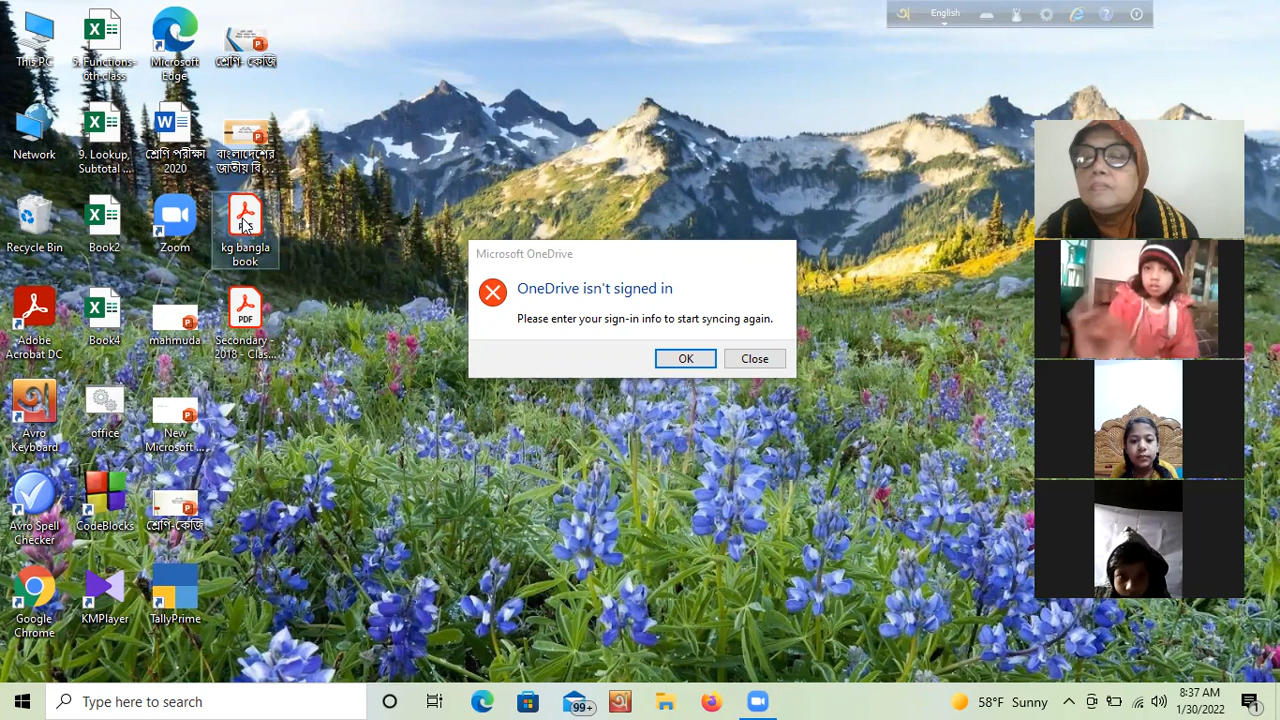 English
This PC
5. Functions-
6th class
Microsoft
Edge
শ্রেণি- কেজি
Network
9. Lookup,
Subtotal ...
শ্রেণি পরীক্ষা
2020
বাংলাদেশের
জাতীয় বি...
Recycle Bin
Book2
Zoom
kg bangla
book
Adobe
Acrobat DC
Book4
mahmuda
PDF
Secondary -
2018 - Clas...
Avro
Keyboard
office
New
Microsoft ...
Avro Spell
Checker
CodeBlocks
শ্রেণি-কেজি
Google
Chrome
KMPlayer
TallyPrime
Microsoft OneDrive
OneDrive isn't signed in
Please enter your sign-in info to start syncing again.
OK
Close
Type here to search
99+
58°F Sunny
8:37 AM
1/30/2022
1